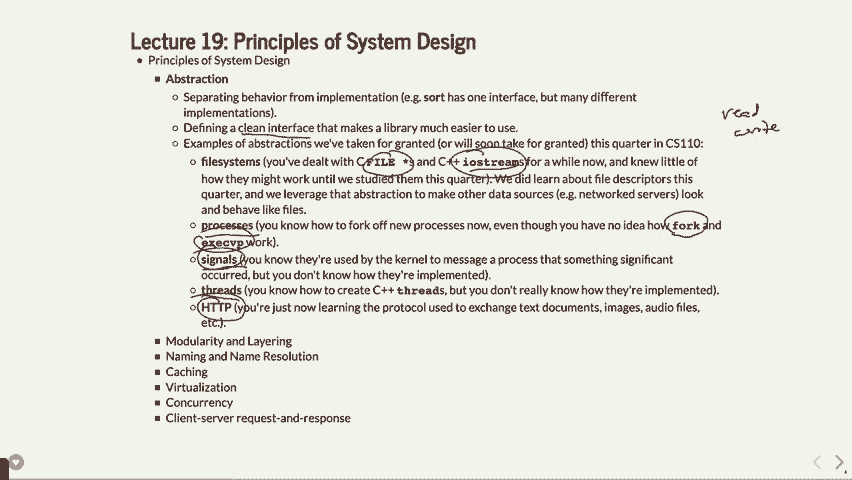 Lecture 19: Principles of System Design
• Principles of System Design
▪ Abstraction
○ Separating behavior from implementation (e.g. sort has one interface, but many different
implementations).
○ Defining a clean interface that makes a library much easier to use.
○ Examples of abstractions we've taken for granted (or will soon take for granted) this quarter in CS110:
○ filesystems (you've dealt with C FILE *s and C++ iostreams for a while now, and knew little of
how they might work until we studied them this quarter). We did learn about file descriptors this
quarter, and we leverage that abstraction to make other data sources (e.g. networked servers) look
and behave like files.
○ processes (you know how to fork off new processes now, even though you have no idea how fork and
execvp work).
○ signals (you know they're used by the kernel to message a process that something significant
occurred, but you don't know how they're implemented).
○ threads (you know how to create C++ threads, but you don't really know how they're implemented).
○ HTTP (you're just now learning the protocol used to exchange text documents, images, audio files,
etc.).
▪ Modularity and Layering
▪ Naming and Name Resolution
▪ Caching
▪ Virtualization
▪ Concurrency
▪ Client-server request-and-response
read
write
4